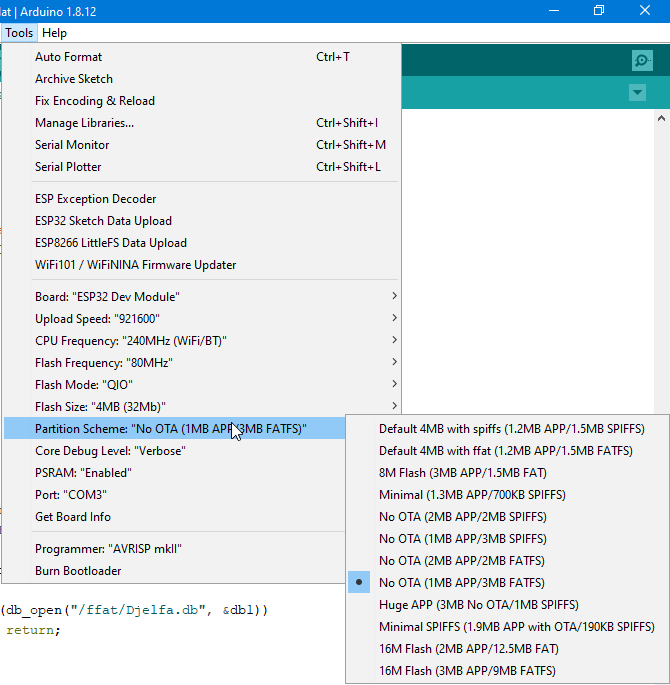 lat | Arduino 1.8.12
Tools Help
Auto Format Ctrl+T
Archive Sketch
Fix Encoding & Reload
Manage Libraries... Ctrl+Shift+I
Serial Monitor Ctrl+Shift+M
Serial Plotter Ctrl+Shift+L
ESP Exception Decoder
ESP32 Sketch Data Upload
ESP8266 LittleFS Data Upload
WiFi101 / WiFiNINA Firmware Updater
Board: "ESP32 Dev Module"
Upload Speed: "921600"
CPU Frequency: "240MHz (WiFi/BT)"
Flash Frequency: "80MHz"
Flash Mode: "QIO"
Flash Size: "4MB (32Mb)"
Partition Scheme: "No OTA (1MB APP/3MB FATFS)"
Core Debug Level: "Verbose"
PSRAM: "Enabled"
Port: "COM3"
Get Board Info
Programmer: "AVRISP mkII"
Burn Bootloader
Default 4MB with spiffs (1.2MB APP/1.5MB SPIFFS)
Default 4MB with ffat (1.2MB APP/1.5MB FATFS)
8M Flash (3MB APP/1.5MB FAT)
Minimal (1.3MB APP/700KB SPIFFS)
No OTA (2MB APP/2MB SPIFFS)
No OTA (1MB APP/3MB SPIFFS)
No OTA (2MB APP/2MB FATFS)
No OTA (1MB APP/3MB FATFS)
Huge APP (3MB No OTA/1MB SPIFFS)
Minimal SPIFFS (1.9MB APP with OTA/190KB SPIFFS)
16M Flash (2MB APP/12.5MB FAT)
16M Flash (3MB APP/9MB FATFS)
(db_open("/ffat/Djelfa.db", &db1))
return;